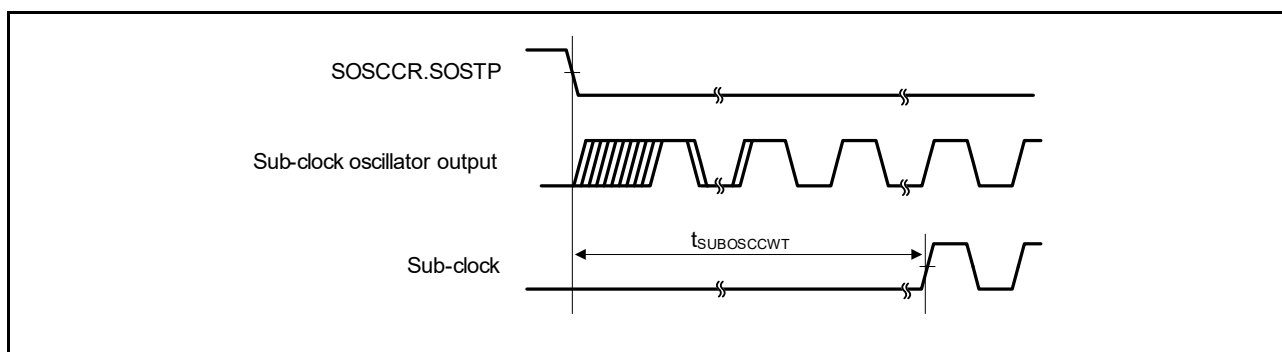 SOSCCR.SOSTP
Sub-clock oscillator output
tSUBOSCCWT
Sub-clock